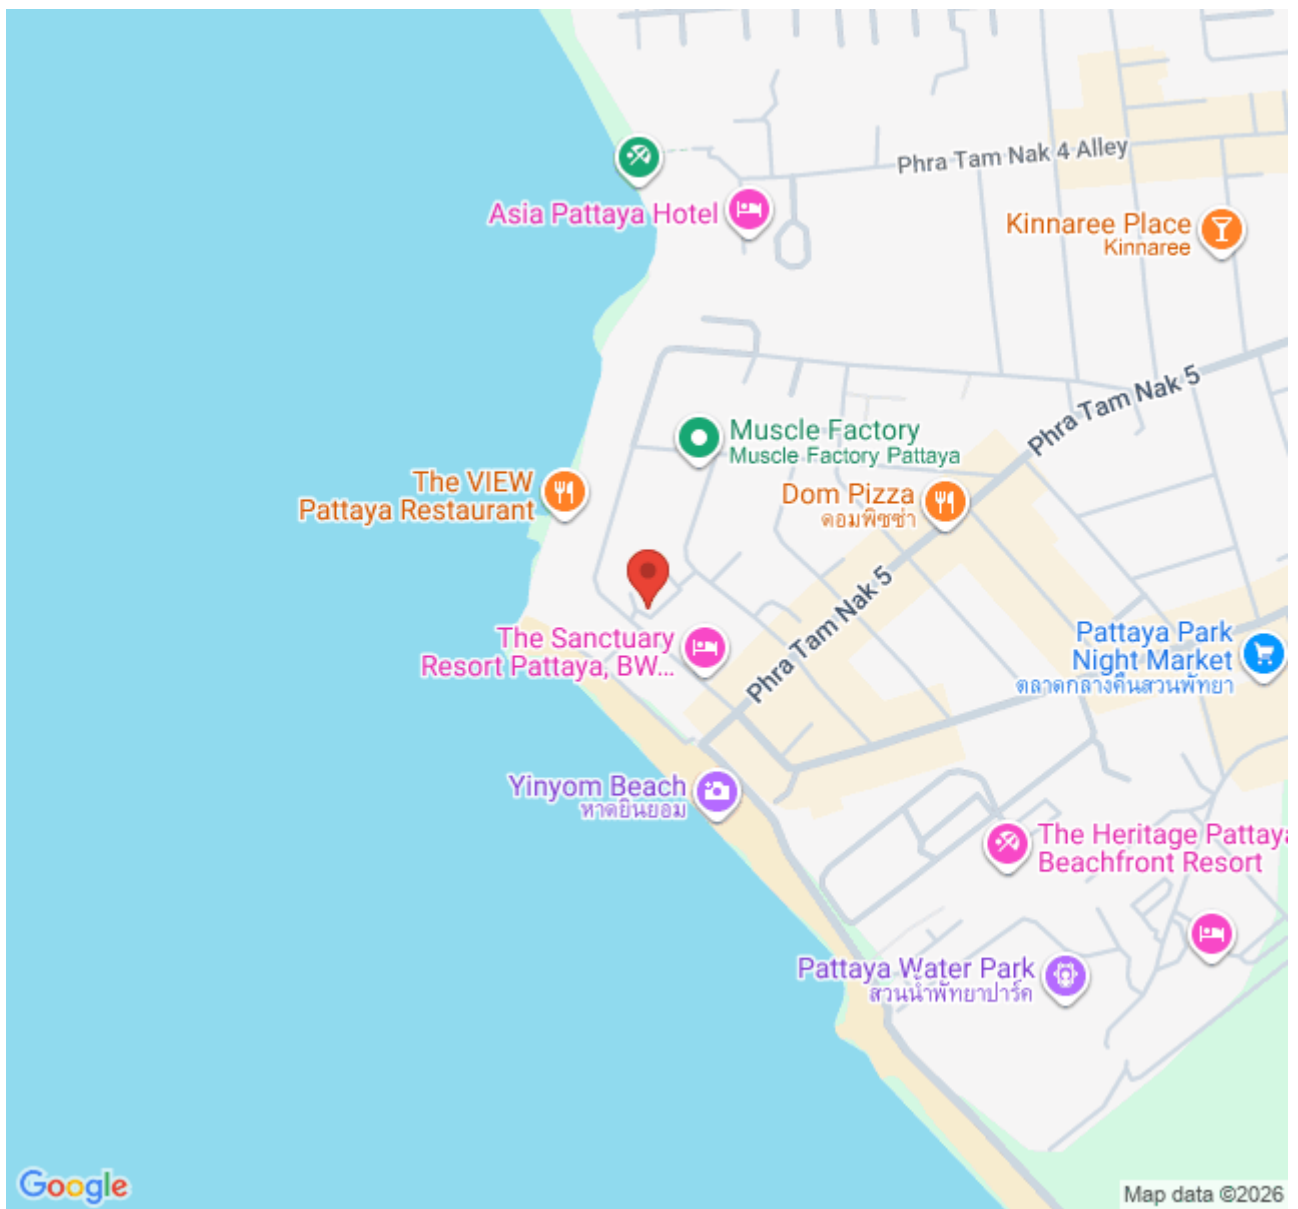 Phra Tam Nak 4 Alley
Asia Pattaya Hotel
Kinnaree Place
Kinnaree
Phra Tam Nak 5
Muscle Factory
Muscle Factory Pattaya
The VIEW
Pattaya Restaurant
Dom Pizza
ดอมพิซซ่า
Phra Tam Nak 5
The Sanctuary
Resort Pattaya, BW...
Pattaya Park
Night Market
ตลาดกลางคืนสวนพัทยา
Yinyom Beach
หาดยินยอม
The Heritage Pattaya
Beachfront Resort
Pattaya Water Park
สวนน้ำพัทยาปาร์ค
Google
Map data ©2026